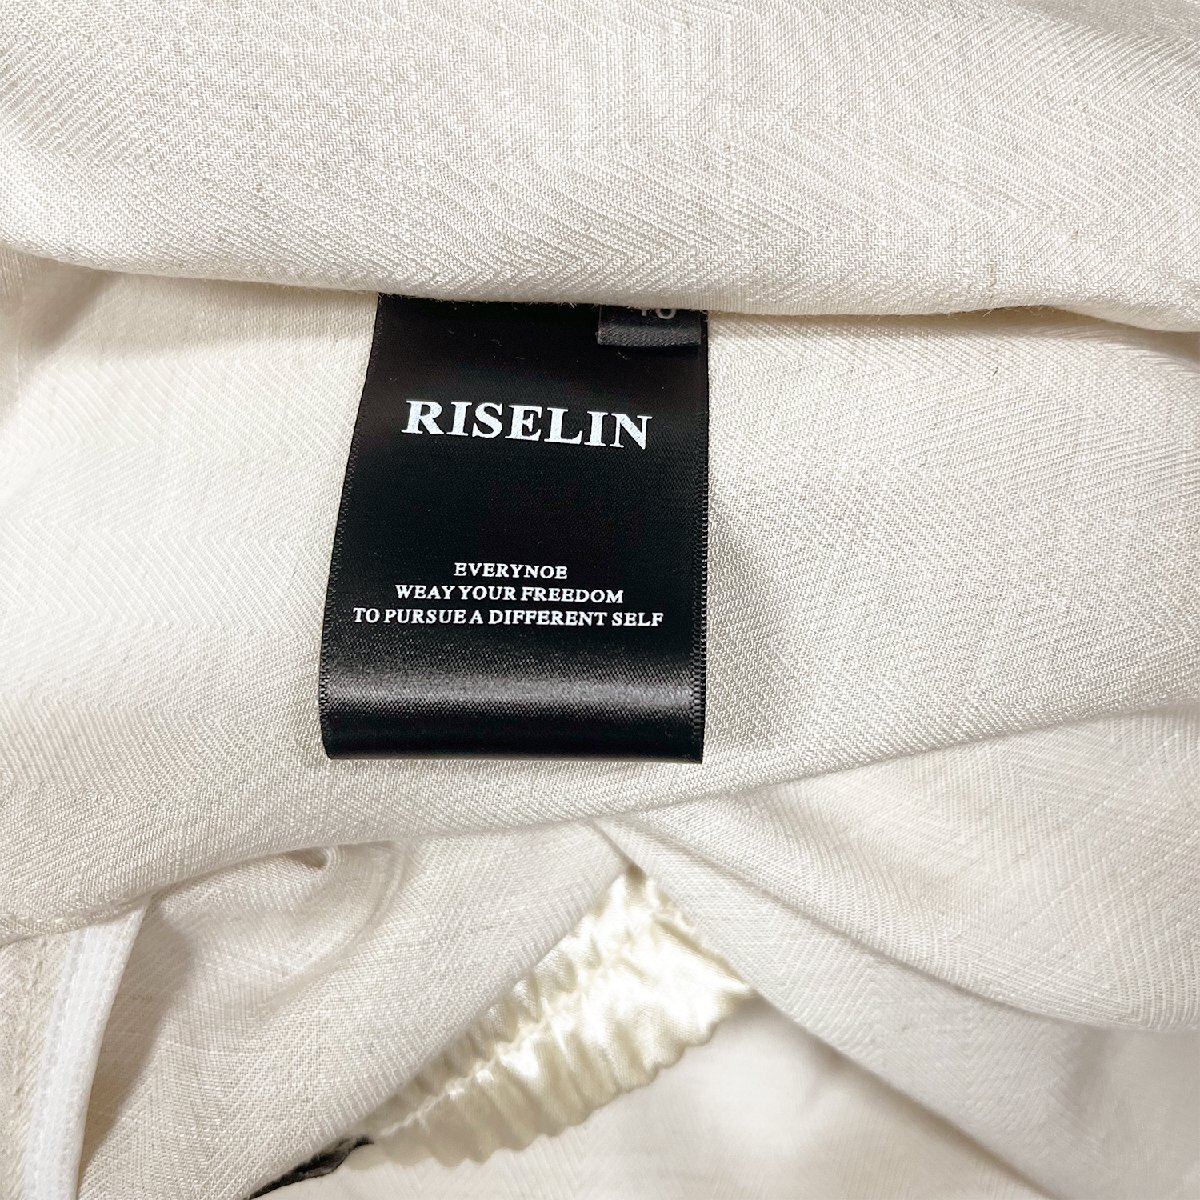 RISELIN
EVERYNOE
WEAY YOUR FREEDOM
TO PURSUE A DIFFERENT SELF